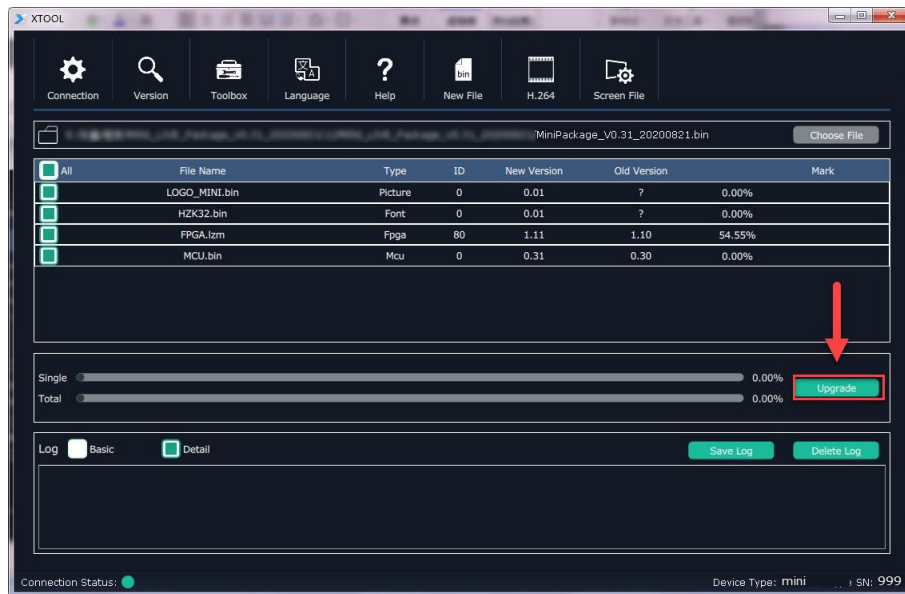 XTOOL
Connection Version Toolbox Language Help New File H.264 Screen File
bin
MiniPackage_V0.31_20200821.bin Choose File
All File Name Type ID New Version Old Version Mark
LOGO_MINI.bin Picture 0 0.01 ? 0.00%
HZK32.bin Font 0 0.01 ? 0.00%
FPGA.lzm Fpga 80 1.11 1.10 54.55%
MCU.bin Mcu 0 0.31 0.30 0.00%
Single 0.00%
Upgrade
Total 0.00%
Log Basic Detail Save Log Delete Log
Connection Status: Device Type: mini SN: 999